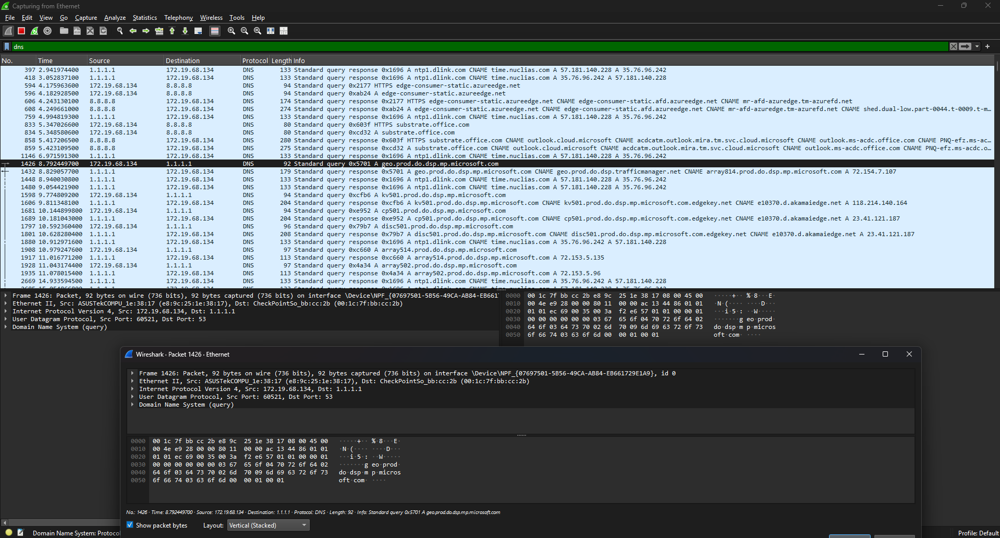 Capturing from Ethernet
File Edit View Go Capture Analyze Statistics Telephony Wireless Tools Help
dns
No. Time Source Destination Protocol Length Info
397 2.941974400 1.1.1.1 172.19.68.134 DNS 133 Standard query response 0x1696 A ntp1.dlink.com CNAME time.nuclias.com A 57.181.140.228 A 35.76.96.242
418 3.052837100 1.1.1.1 172.19.68.134 DNS 133 Standard query response 0x1696 A ntp1.dlink.com CNAME time.nuclias.com A 35.76.96.242 A 57.181.140.228
594 4.175963600 172.19.68.134 8.8.8.8 DNS 94 Standard query 0x2177 HTTPS edge-consumer-static.azureedge.net
596 4.182928500 172.19.68.134 8.8.8.8 DNS 94 Standard query 0xab24 A edge-consumer-static.azureedge.net
606 4.243130100 8.8.8.8 172.19.68.134 DNS 174 Standard query response 0x2177 HTTPS edge-consumer-static.azureedge.net CNAME edge-consumer-static.afd.azureedge.net CNAME mr-afd-azuredge.tm-azurefd.net
608 4.249661000 8.8.8.8 172.19.68.134 DNS 274 Standard query response 0xab24 A edge-consumer-static.azureedge.net CNAME edge-consumer-static.afd.azureedge.net CNAME mr-afd-azuredge.tm-azurefd.net CNAME shed.dual-low.part-0044.t-0009.t-m…
759 4.994819300 1.1.1.1 172.19.68.134 DNS 133 Standard query response 0x1696 A ntp1.dlink.com CNAME time.nuclias.com A 57.181.140.228 A 35.76.96.242
833 5.347026600 172.19.68.134 8.8.8.8 DNS 80 Standard query 0x603f HTTPS substrate.office.com
834 5.348580600 172.19.68.134 8.8.8.8 DNS 80 Standard query 0xcd32 A substrate.office.com
858 5.417206500 8.8.8.8 172.19.68.134 DNS 280 Standard query response 0x603f HTTPS substrate.office.com CNAME outlook.cloud.microsoft CNAME acdcatm.outlook.mira.tm.svc.cloud.microsoft CNAME outlook.ms-acdc.office.com CNAME PNQ-efz.ms-ac…
859 5.423109500 8.8.8.8 172.19.68.134 DNS 275 Standard query response 0xcd32 A substrate.office.com CNAME outlook.cloud.microsoft CNAME acdcatm.outlook.mira.tm.svc.cloud.microsoft CNAME outlook.ms-acdc.office.com CNAME PNQ-efz.ms-acdc.o…
1146 6.971591300 1.1.1.1 172.19.68.134 DNS 133 Standard query response 0x1696 A ntp1.dlink.com CNAME time.nuclias.com A 57.181.140.228 A 35.76.96.242
1426 8.792449700 172.19.68.134 1.1.1.1 DNS 92 Standard query 0x5701 A geo.prod.do.dsp.mp.microsoft.com
1432 8.829057700 1.1.1.1 172.19.68.134 DNS 179 Standard query response 0x5701 A geo.prod.do.dsp.mp.microsoft.com CNAME geo.prod.do.dsp.trafficmanager.net CNAME array814.prod.do.dsp.mp.microsoft.com A 72.154.7.107
1448 8.940030800 1.1.1.1 172.19.68.134 DNS 133 Standard query response 0x1696 A ntp1.dlink.com CNAME time.nuclias.com A 57.181.140.228 A 35.76.96.242
1480 9.054421900 1.1.1.1 172.19.68.134 DNS 133 Standard query response 0x1696 A ntp1.dlink.com CNAME time.nuclias.com A 57.181.140.228 A 35.76.96.242
1598 9.774809200 172.19.68.134 1.1.1.1 DNS 94 Standard query 0xcfb6 A kv501.prod.do.dsp.mp.microsoft.com
1606 9.811348100 1.1.1.1 172.19.68.134 DNS 204 Standard query response 0xcfb6 A kv501.prod.do.dsp.mp.microsoft.com CNAME kv501.prod.do.dsp.mp.microsoft.com.edgekey.net CNAME e10370.d.akamaiedge.net A 118.214.140.164
1681 10.144899800 172.19.68.134 1.1.1.1 DNS 94 Standard query 0xe952 A cp501.prod.do.dsp.mp.microsoft.com
1689 10.181043000 1.1.1.1 172.19.68.134 DNS 204 Standard query response 0xe952 A cp501.prod.do.dsp.mp.microsoft.com CNAME cp501.prod.do.dsp.mp.microsoft.com.edgekey.net CNAME e10370.d.akamaiedge.net A 23.41.121.187
1797 10.592360400 172.19.68.134 1.1.1.1 DNS 96 Standard query 0x79b7 A disc501.prod.do.dsp.mp.microsoft.com
1801 10.628280400 1.1.1.1 172.19.68.134 DNS 208 Standard query response 0x79b7 A disc501.prod.do.dsp.mp.microsoft.com CNAME disc501.prod.do.dsp.mp.microsoft.com.edgekey.net CNAME e10370.d.akamaiedge.net A 23.41.121.187
1880 10.912971600 1.1.1.1 172.19.68.134 DNS 133 Standard query response 0x1696 A ntp1.dlink.com CNAME time.nuclias.com A 35.76.96.242 A 57.181.140.228
1908 10.979247600 172.19.68.134 1.1.1.1 DNS 97 Standard query 0xc660 A array514.prod.do.dsp.mp.microsoft.com
1917 11.016771200 1.1.1.1 172.19.68.134 DNS 113 Standard query response 0xc660 A array514.prod.do.dsp.mp.microsoft.com A 72.153.5.135
1928 11.043174400 172.19.68.134 1.1.1.1 DNS 97 Standard query 0x4a34 A array502.prod.do.dsp.mp.microsoft.com
1935 11.078015400 1.1.1.1 172.19.68.134 DNS 113 Standard query response 0x4a34 A array502.prod.do.dsp.mp.microsoft.com A 72.153.5.96
2669 14.933594500 1.1.1.1 172.19.68.134 DNS 133 Standard query response 0x1696 A ntp1.dlink.com CNAME time.nuclias.com A 35.76.96.242 A 57.181.140.228
Frame 1426: Packet, 92 bytes on wire (736 bits), 92 bytes captured (736 bits) on interface \Device\NPF_{07697501-5B56-49CA-AB84-EB661
Ethernet II, Src: ASUSTekCOMPU_1e:38:17 (e8:9c:25:1e:38:17), Dst: CheckPointSo_bb:cc:2b (00:1c:7f:bb:cc:2b)
Internet Protocol Version 4, Src: 172.19.68.134, Dst: 1.1.1.1
User Datagram Protocol, Src Port: 60521, Dst Port: 53
Domain Name System (query)
0000 00 1c 7f bb cc 2b e8 9c 25 1e 38 17 08 00 45 00 ·····+·· %·8···E·
0010 00 4e e9 28 00 00 80 11 00 00 ac 13 44 86 01 01 ·N·(···· ····D···
0020 01 01 ec 69 00 35 00 3a f2 e6 57 01 01 00 00 01 ···i·5·: ··W·····
0030 00 00 00 00 00 00 03 67 65 6f 04 70 72 6f 64 02 ·······g eo·prod·
0040 64 6f 03 64 73 70 02 6d 70 09 6d 69 63 72 6f 73 do·dsp·m p·micros
0050 6f 66 74 03 63 6f 6d 00 00 01 00 01 oft·com· ····
Wireshark · Packet 1426 · Ethernet
Frame 1426: Packet, 92 bytes on wire (736 bits), 92 bytes captured (736 bits) on interface \Device\NPF_{07697501-5B56-49CA-AB84-EB661729E1A9}, id 0
Ethernet II, Src: ASUSTekCOMPU_1e:38:17 (e8:9c:25:1e:38:17), Dst: CheckPointSo_bb:cc:2b (00:1c:7f:bb:cc:2b)
Internet Protocol Version 4, Src: 172.19.68.134, Dst: 1.1.1.1
User Datagram Protocol, Src Port: 60521, Dst Port: 53
Domain Name System (query)
0000 00 1c 7f bb cc 2b e8 9c 25 1e 38 17 08 00 45 00 ·····+·· %·8···E·
0010 00 4e e9 28 00 00 80 11 00 00 ac 13 44 86 01 01 ·N·(···· ····D···
0020 01 01 ec 69 00 35 00 3a f2 e6 57 01 01 00 00 01 ···i·5·: ··W·····
0030 00 00 00 00 00 00 03 67 65 6f 04 70 72 6f 64 02 ·······g eo·prod·
0040 64 6f 03 64 73 70 02 6d 70 09 6d 69 63 72 6f 73 do·dsp·m p·micros
0050 6f 66 74 03 63 6f 6d 00 00 01 00 01 oft·com· ····
No.: 1426 · Time: 8.792449700 · Source: 172.19.68.134 · Destination: 1.1.1.1 · Protocol: DNS · Length: 92 · Info: Standard query 0x5701 A geo.prod.do.dsp.mp.microsoft.com
Show packet bytes Layout: Vertical (Stacked)
Domain Name System: Protocol Profile: Default